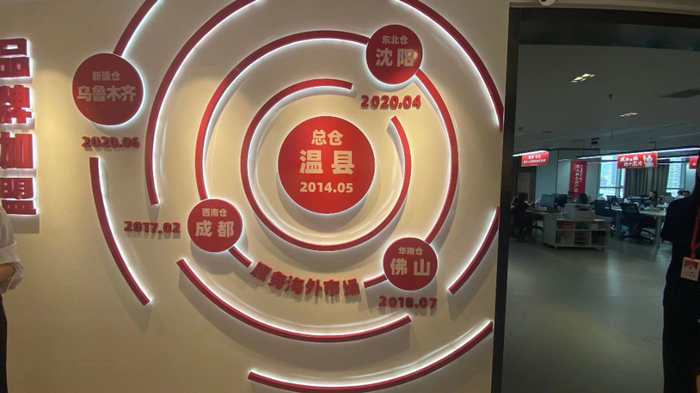 品牌加盟
新疆仓
乌鲁木齐
2020.06
东北仓
沈阳
2020.04
总仓
温县
2014.05
2017.02
西南仓
成都
华南仓
佛山
2018.07
服务海外市场